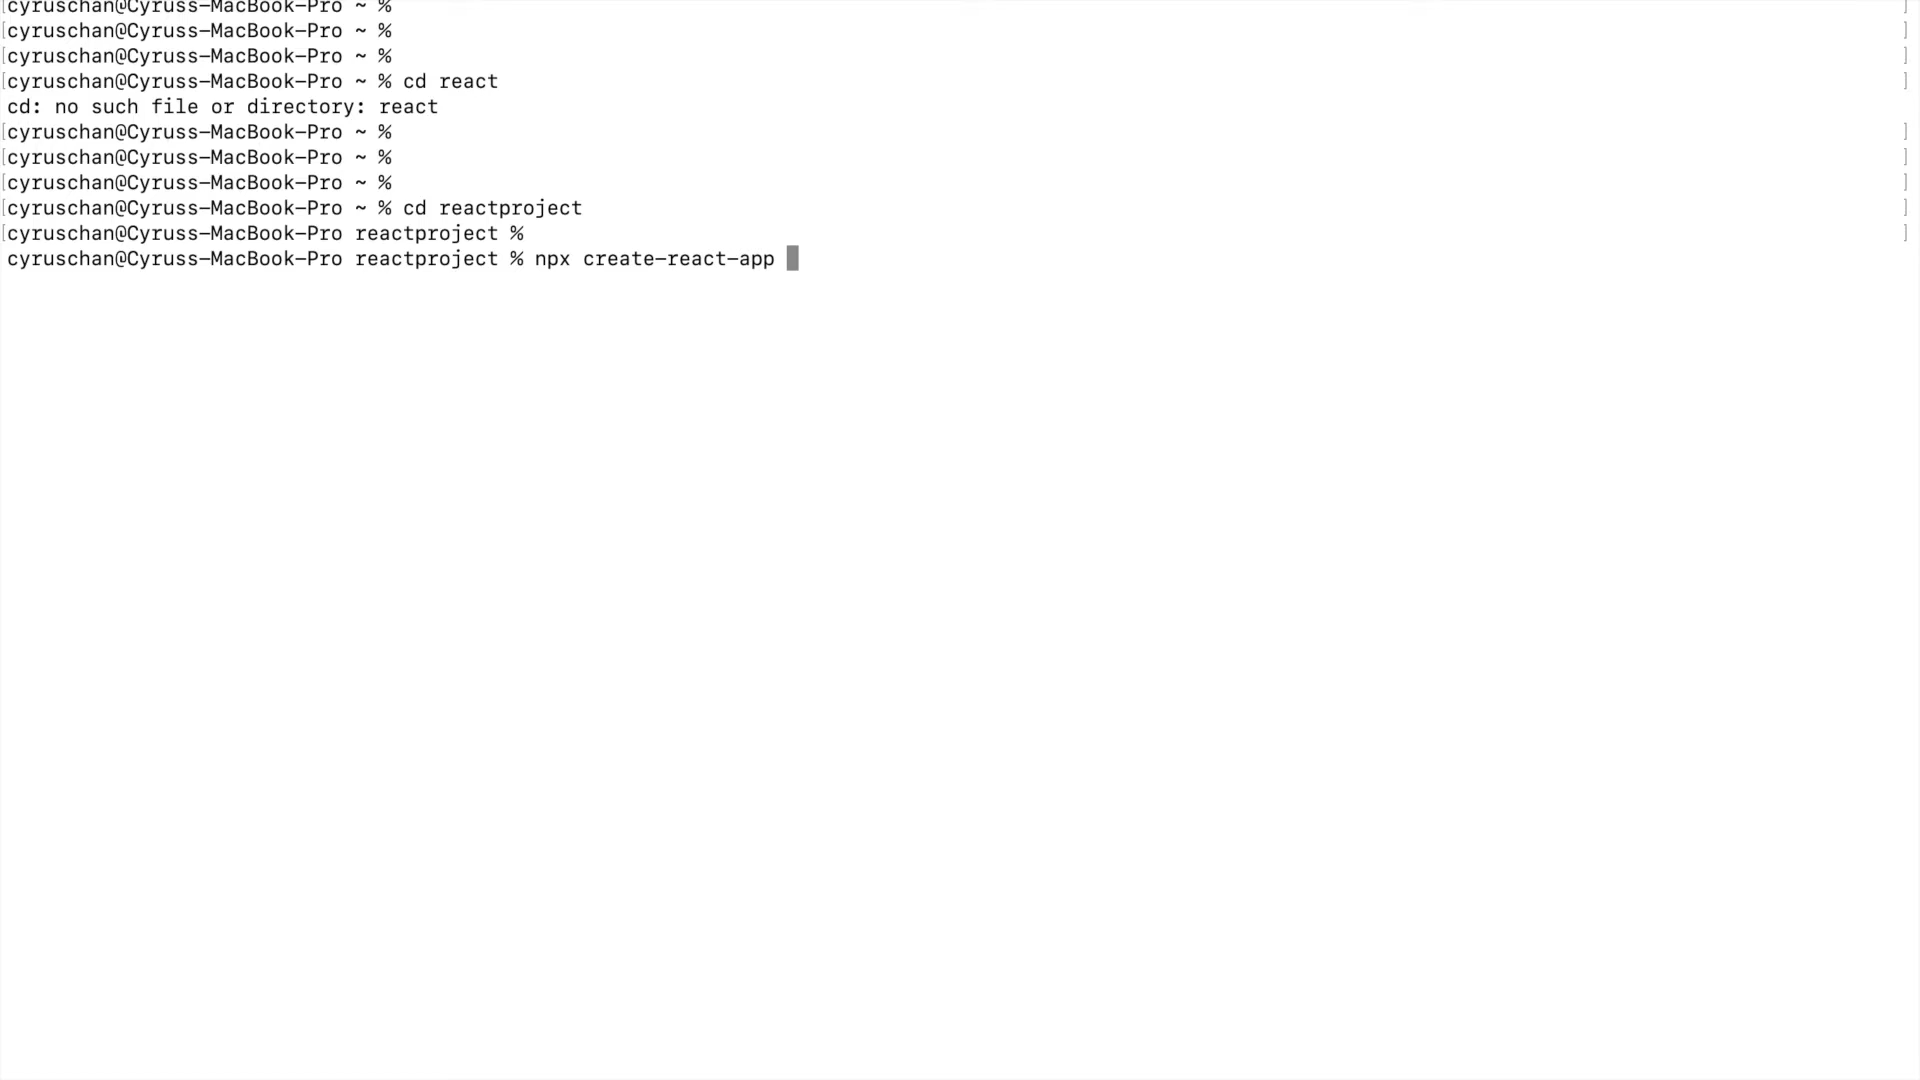 [cyruschan@Cyruss-MacBook-Pro ~ % ]
[cyruschan@Cyruss-MacBook-Pro ~ % ]
[cyruschan@Cyruss-MacBook-Pro ~ % ]
[cyruschan@Cyruss-MacBook-Pro ~ % cd react ]
cd: no such file or directory: react
[cyruschan@Cyruss-MacBook-Pro ~ % ]
[cyruschan@Cyruss-MacBook-Pro ~ % ]
[cyruschan@Cyruss-MacBook-Pro ~ % ]
[cyruschan@Cyruss-MacBook-Pro ~ % cd reactproject ]
[cyruschan@Cyruss-MacBook-Pro reactproject % ]
cyruschan@Cyruss-MacBook-Pro reactproject % npx create-react-app